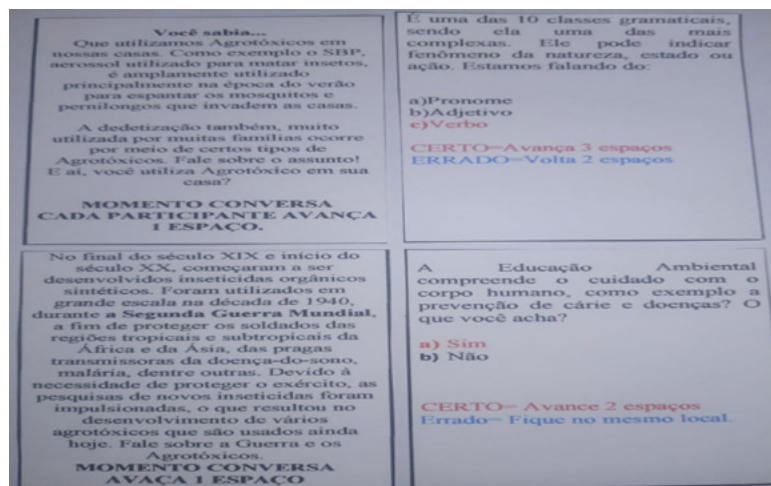 Você sabia...
Que utilizamos Agrotóxicos em
nossas casas. Como exemplo o SBP,
aerossol utilizado para matar insetos,
é amplamente utilizado
principalmente na época do verão
para espantar os mosquitos e
pernilongos que invadem as casas.
A dedetização também, muito
utilizada por muitas famílias ocorre
por meio de certos tipos de
Agrotóxicos. Fale sobre o assunto!
E aí, você utiliza Agrotóxico em sua
casa?
MOMENTO CONVERSA
CADA PARTICIPANTE AVANÇA
1 ESPAÇO.
É uma das 10 classes gramaticais,
sendo ela uma das mais
complexas. Ele pode indicar
fenômeno da natureza, estado ou
ação. Estamos falando do:
a)Pronome
b)Adjetivo
c)Verbo
CERTO=Avança 3 espaços
ERRADO=Volta 2 espaços
No final do século XIX e início do
século XX, começaram a ser
desenvolvidos inseticidas orgânicos
sintéticos. Foram utilizados em
grande escala na década de 1940,
durante a Segunda Guerra Mundial,
a fim de proteger os soldados das
regiões tropicais e subtropicais da
África e da Ásia, das pragas
transmissoras da doença-do-sono,
malária, dentre outras. Devido à
necessidade de proteger o exército, as
pesquisas de novos inseticidas foram
impulsionadas, o que resultou no
desenvolvimento de vários
agrotóxicos que são usados ainda
hoje. Fale sobre a Guerra e os
Agrotóxicos.
MOMENTO CONVERSA
AVAÇA 1 ESPAÇO
A Educação Ambiental
compreende o cuidado com o
corpo humano, como exemplo a
prevenção de cárie e doenças? O
que você acha?
a) Sim
b) Não
CERTO= Avance 2 espaços
Errado= Fique no mesmo local.